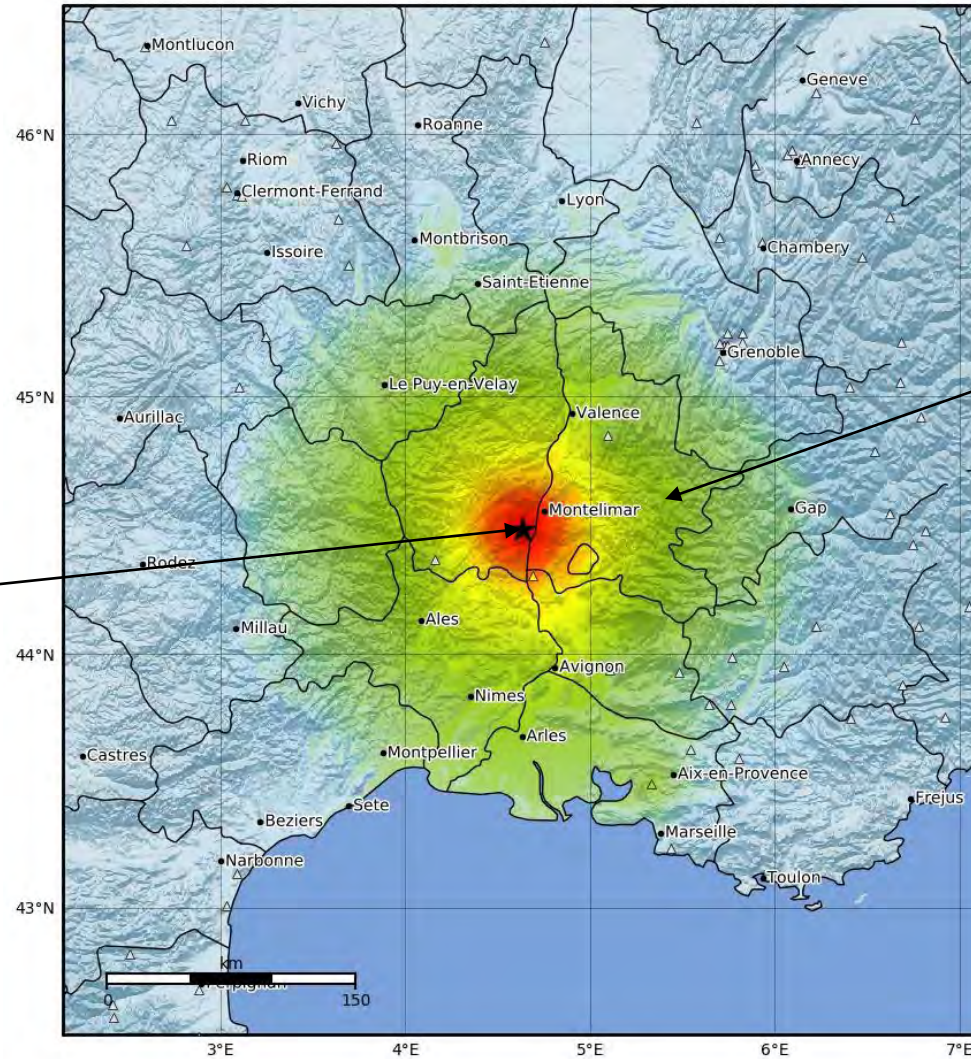 Montlucon
Geneve
Vichy
Roanne
46°N
Riom
Annecy
Clermont-Ferrand
Lyon
Montbrison
Chambery
Issoire
Saint-Etienne
Grenoble
Le Puy-en-Velay
45°N
Valence
Aurillac
Montelimar
Gap
Rodez
Ales
Millau
44°N
Avignon
Nimes
Arles
Montpellier
Castres
Aix-en-Provence
Sete
Frejus
Beziers
Marseille
Narbonne
Toulon
43°N
km
0
150
3°E
4°E
5°E
6°E
7°E